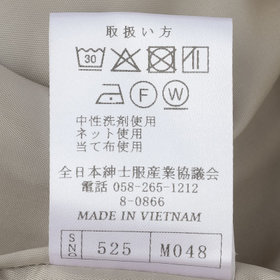 取扱い方
30
F W
中性洗剤使用
ネット使用
当て布使用
全日本紳士服産業協議会
電話 058-265-1212
8-0866
MADE IN VIETNAM
SNC 525 M048